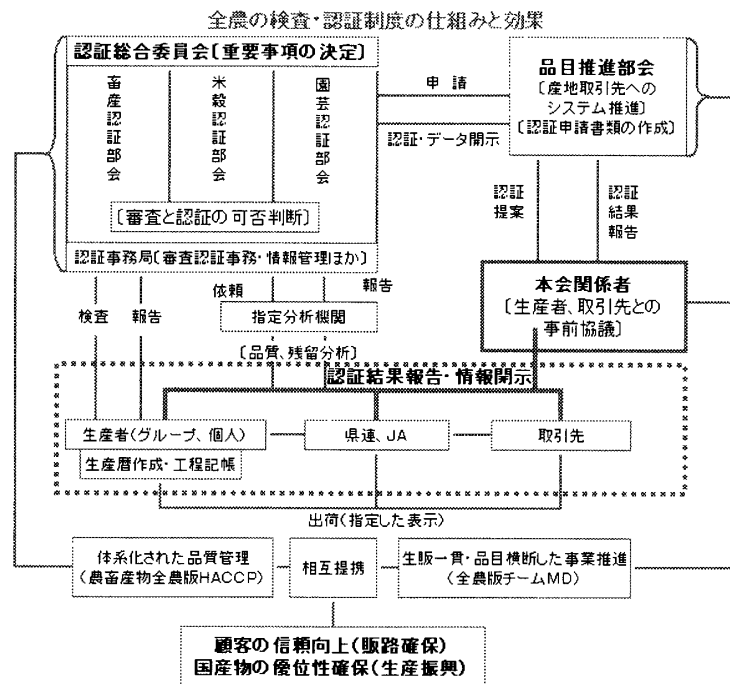 全農の検査・認証制度の仕組みと効果
認証総合委員会〔重要事項の決定〕
畜産認証部会
米穀認証部会
園芸認証部会
〔審査と認証の可否判断〕
認証事務局〔審査認証事務・情報管理ほか〕
申請
認証・データ開示
品目推進部会
〔産地取引先への
システム推進〕
〔認証申請書類の作成〕
認証
提案
認証
結果
報告
本会関係者
〔生産者、取引先との
事前協議〕
検査
報告
依頼
報告
指定分析機関
〔品質、残留分析〕
認証結果報告・情報開示
生産者(グループ、個人)
県連、JA
取引先
生産暦作成・工程記帳
出荷(指定した表示)
体系化された品質管理
(農畜産物全農版HACCP)
相互提携
生販一貫・品目横断した事業推進
(全農版チームMD)
顧客の信頼向上(販路確保)
国産物の優位性確保(生産振興)